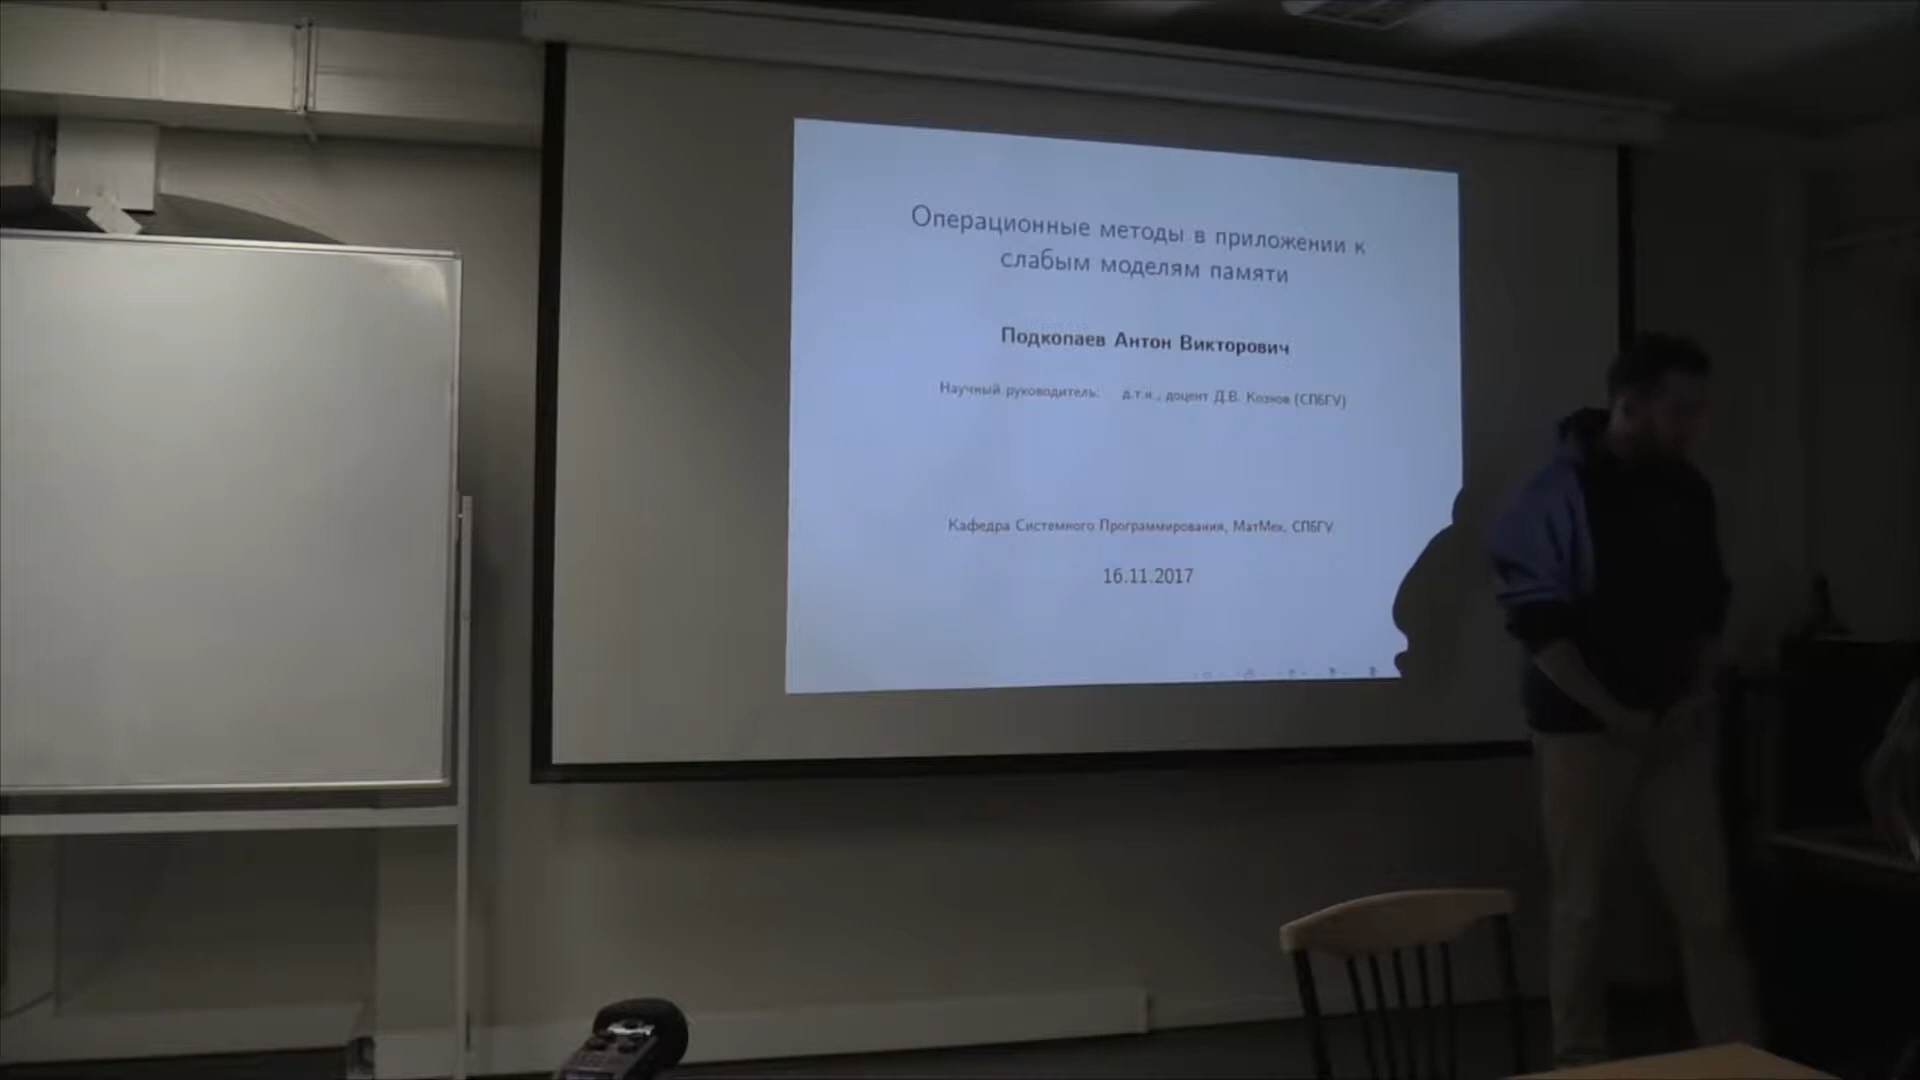 Операционные методы в приложении к
слабым моделям памяти
Подкопаев Антон Викторович
Научный руководитель: д.т.н., доцент Д.В. Кознов (СПбГУ)
Кафедра Системного Программирования, МатМех, СПбГУ
16.11.2017